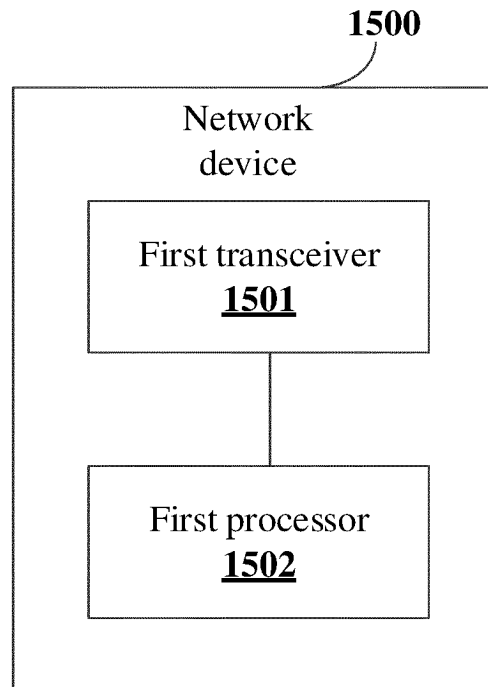 1500
Network
device
First transceiver
1501
First processor
1502